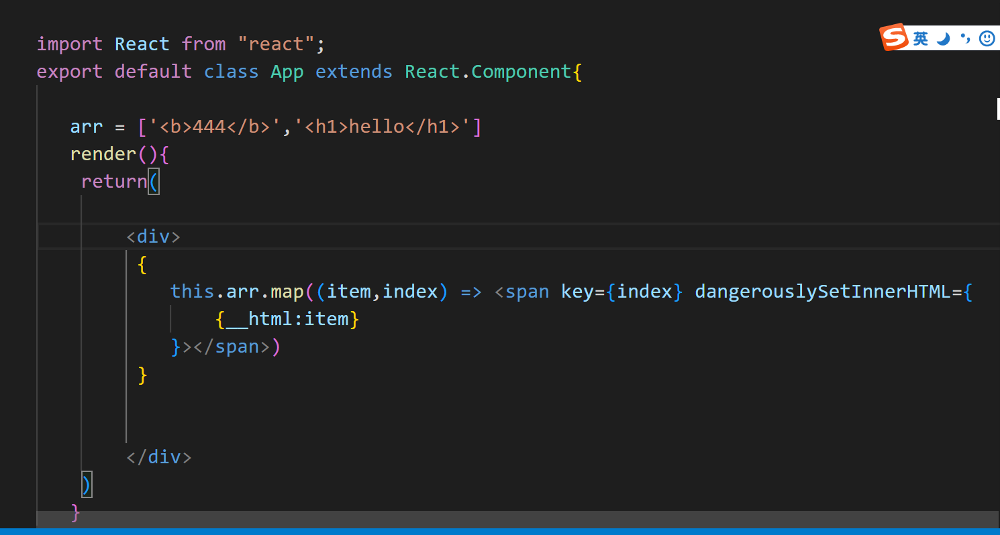 import React from "react";
英
export default class App extends React.Component{
arr = ['<b>444</b>','<h1>hello</h1>']
render(){
return(
<div>
{
this.arr.map((item,index) => <span key={index} dangerouslySetInnerHTML={
{__html:item}
}></span>)
}
</div>
)
}